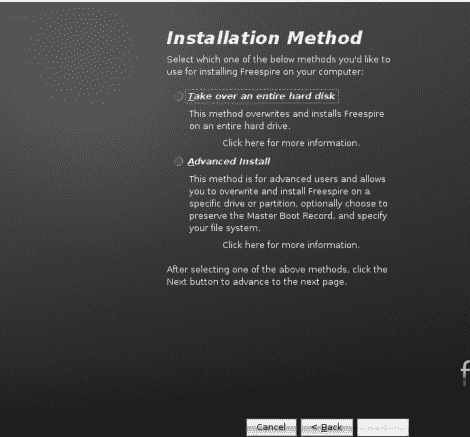 Installation Method
Select which one of the below methods you'd like to
use for installing Freespire on your computer:
Take over an entire hard disk
This method overwrites and installs Freespire
on an entire hard drive.
Click here for more information.
Advanced Install
This method is for advanced users and allows
you to overwrite and install Freespire on a
specific drive or partition, optionally choose to
preserve the Master Boot Record, and specify
your file system.
Click here for more information.
After selecting one of the above methods, click the
Next button to advance to the next page.
f
Cancel
< Back